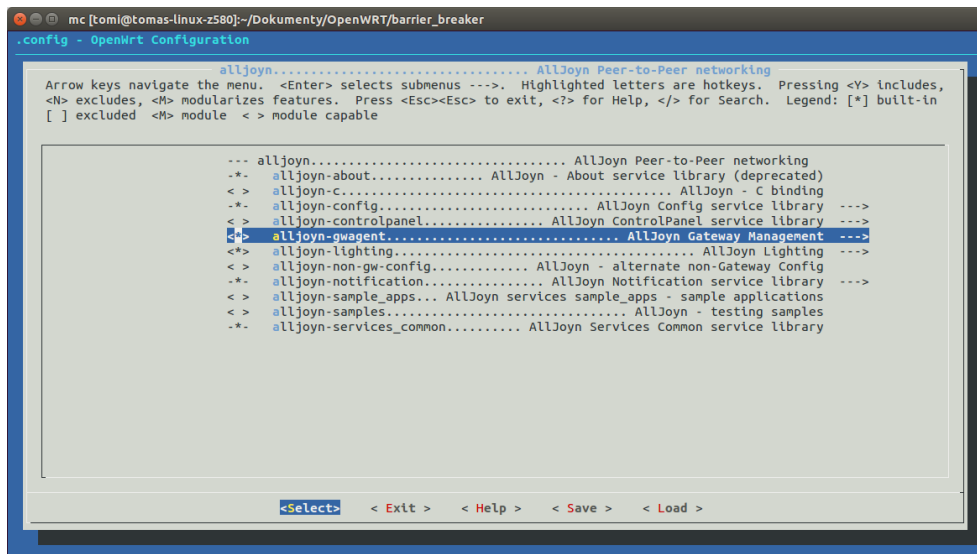 mc [tomi@tomas-linux-z580]:~/Dokumenty/OpenWRT/barrier_breaker
.config - OpenWrt Configuration
alljoyn................................. AllJoyn Peer-to-Peer networking
Arrow keys navigate the menu.  <Enter> selects submenus --->.  Highlighted letters are hotkeys.  Pressing <Y> includes,
<N> excludes, <M> modularizes features.  Press <Esc><Esc> to exit, <?> for Help, </> for Search.  Legend: [*] built-in
[ ] excluded  <M> module  < > module capable
--- alljoyn................................. AllJoyn Peer-to-Peer networking
-*-   alljoyn-about............... AllJoyn - About service library (deprecated)
< >   alljoyn-c........................................... AllJoyn - C binding
-*-   alljoyn-config............................ AllJoyn Config service library  --->
< >   alljoyn-controlpanel................ AllJoyn ControlPanel service library  --->
<*>   alljoyn-gwagent............................... AllJoyn Gateway Management  --->
<*>   alljoyn-lighting......................................... AllJoyn Lighting  --->
< >   alljoyn-non-gw-config............. AllJoyn - alternate non-Gateway Config
-*-   alljoyn-notification................ AllJoyn Notification service library  --->
< >   alljoyn-sample_apps... AllJoyn services sample_apps - sample applications
< >   alljoyn-samples............................... AllJoyn - testing samples
-*-   alljoyn-services_common.......... AllJoyn Services Common service library
<Select>    < Exit >    < Help >    < Save >    < Load >